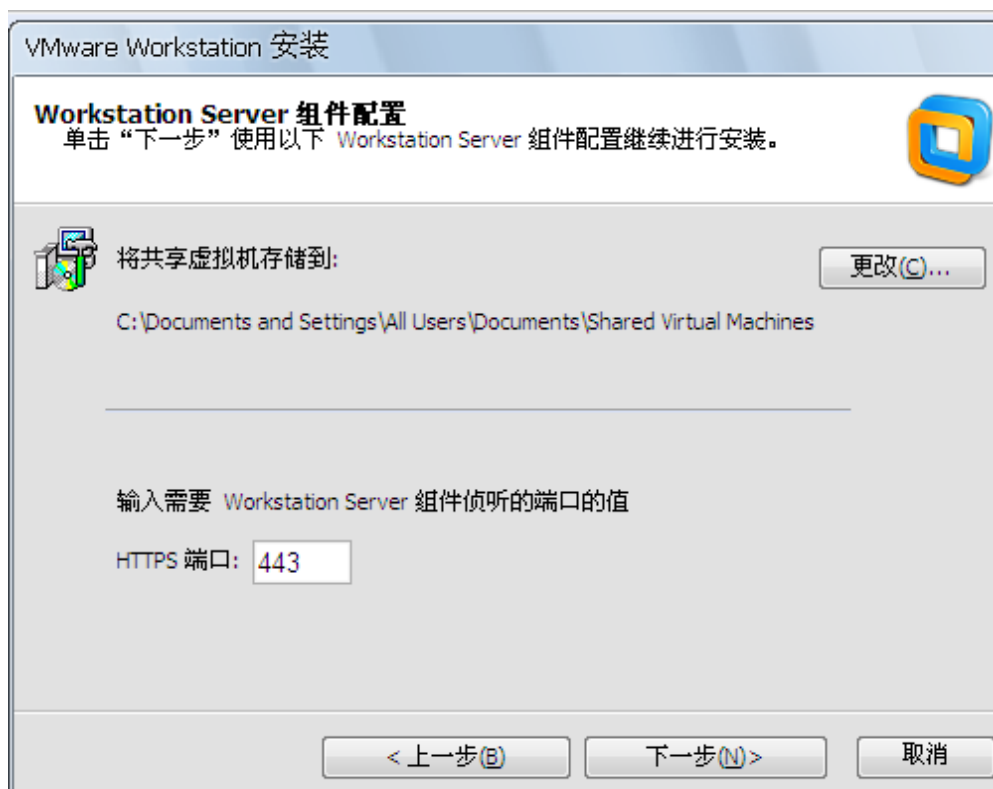 VMware Workstation 安装
Workstation Server 组件配置
单击“下一步”使用以下 Workstation Server 组件配置继续进行安装。
将共享虚拟机存储到:
更改(C)...
C:\Documents and Settings\All Users\Documents\Shared Virtual Machines
输入需要 Workstation Server 组件侦听的端口的值
HTTPS 端口: 443
< 上一步(B) 下一步(N)> 取消